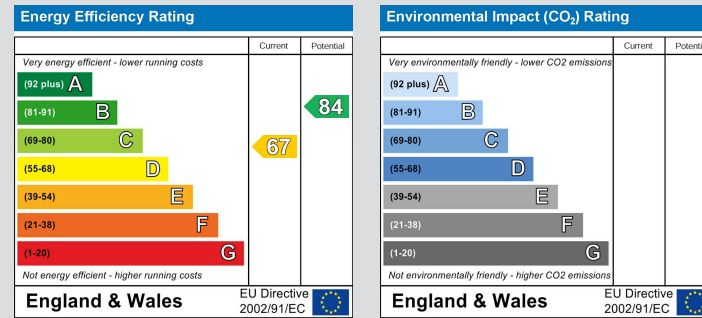 Energy Efficiency Rating
Current Potential
Very energy efficient - lower running costs
(92 plus) A
(81-91) B
84
(69-80) C
67
(55-68) D
(39-54) E
(21-38) F
(1-20) G
Not energy efficient - higher running costs
England & Wales
EU Directive
2002/91/EC
Environmental Impact (CO₂) Rating
Current Potenti
Very environmentally friendly - lower CO2 emissions
(92 plus) A
(81-91) B
(69-80) C
(55-68) D
(39-54) E
(21-38) F
(1-20) G
Not environmentally friendly - higher CO2 emissions
England & Wales
EU Directive
2002/91/EC